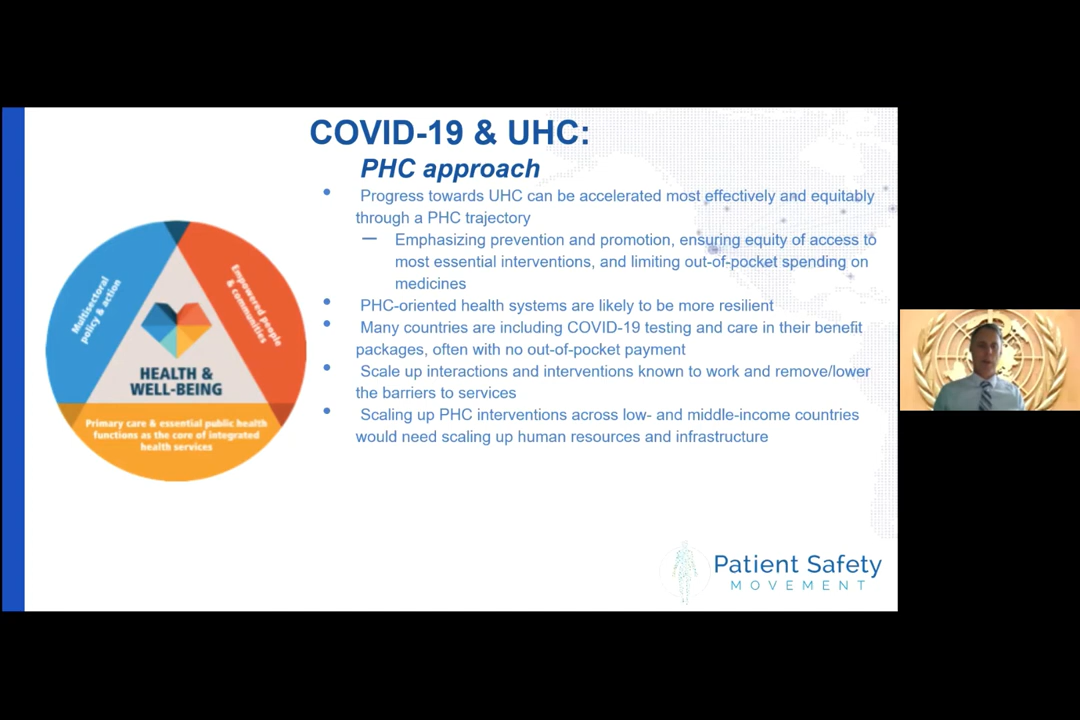 COVID-19 & UHC:
PHC approach
• Progress towards UHC can be accelerated most effectively and equitably
through a PHC trajectory
— Emphasizing prevention and promotion, ensuring equity of access to
most essential interventions, and limiting out-of-pocket spending on
medicines
• PHC-oriented health systems are likely to be more resilient
• Many countries are including COVID-19 testing and care in their benefit
packages, often with no out-of-pocket payment
• Scale up interactions and interventions known to work and remove/lower
the barriers to services
• Scaling up PHC interventions across low- and middle-income countries
would need scaling up human resources and infrastructure
Multisectoral
policy & action
Empowered people
& communities
HEALTH &
WELL-BEING
Primary care & essential public health
functions as the core of integrated
health services
Patient Safety
MOVEMENT